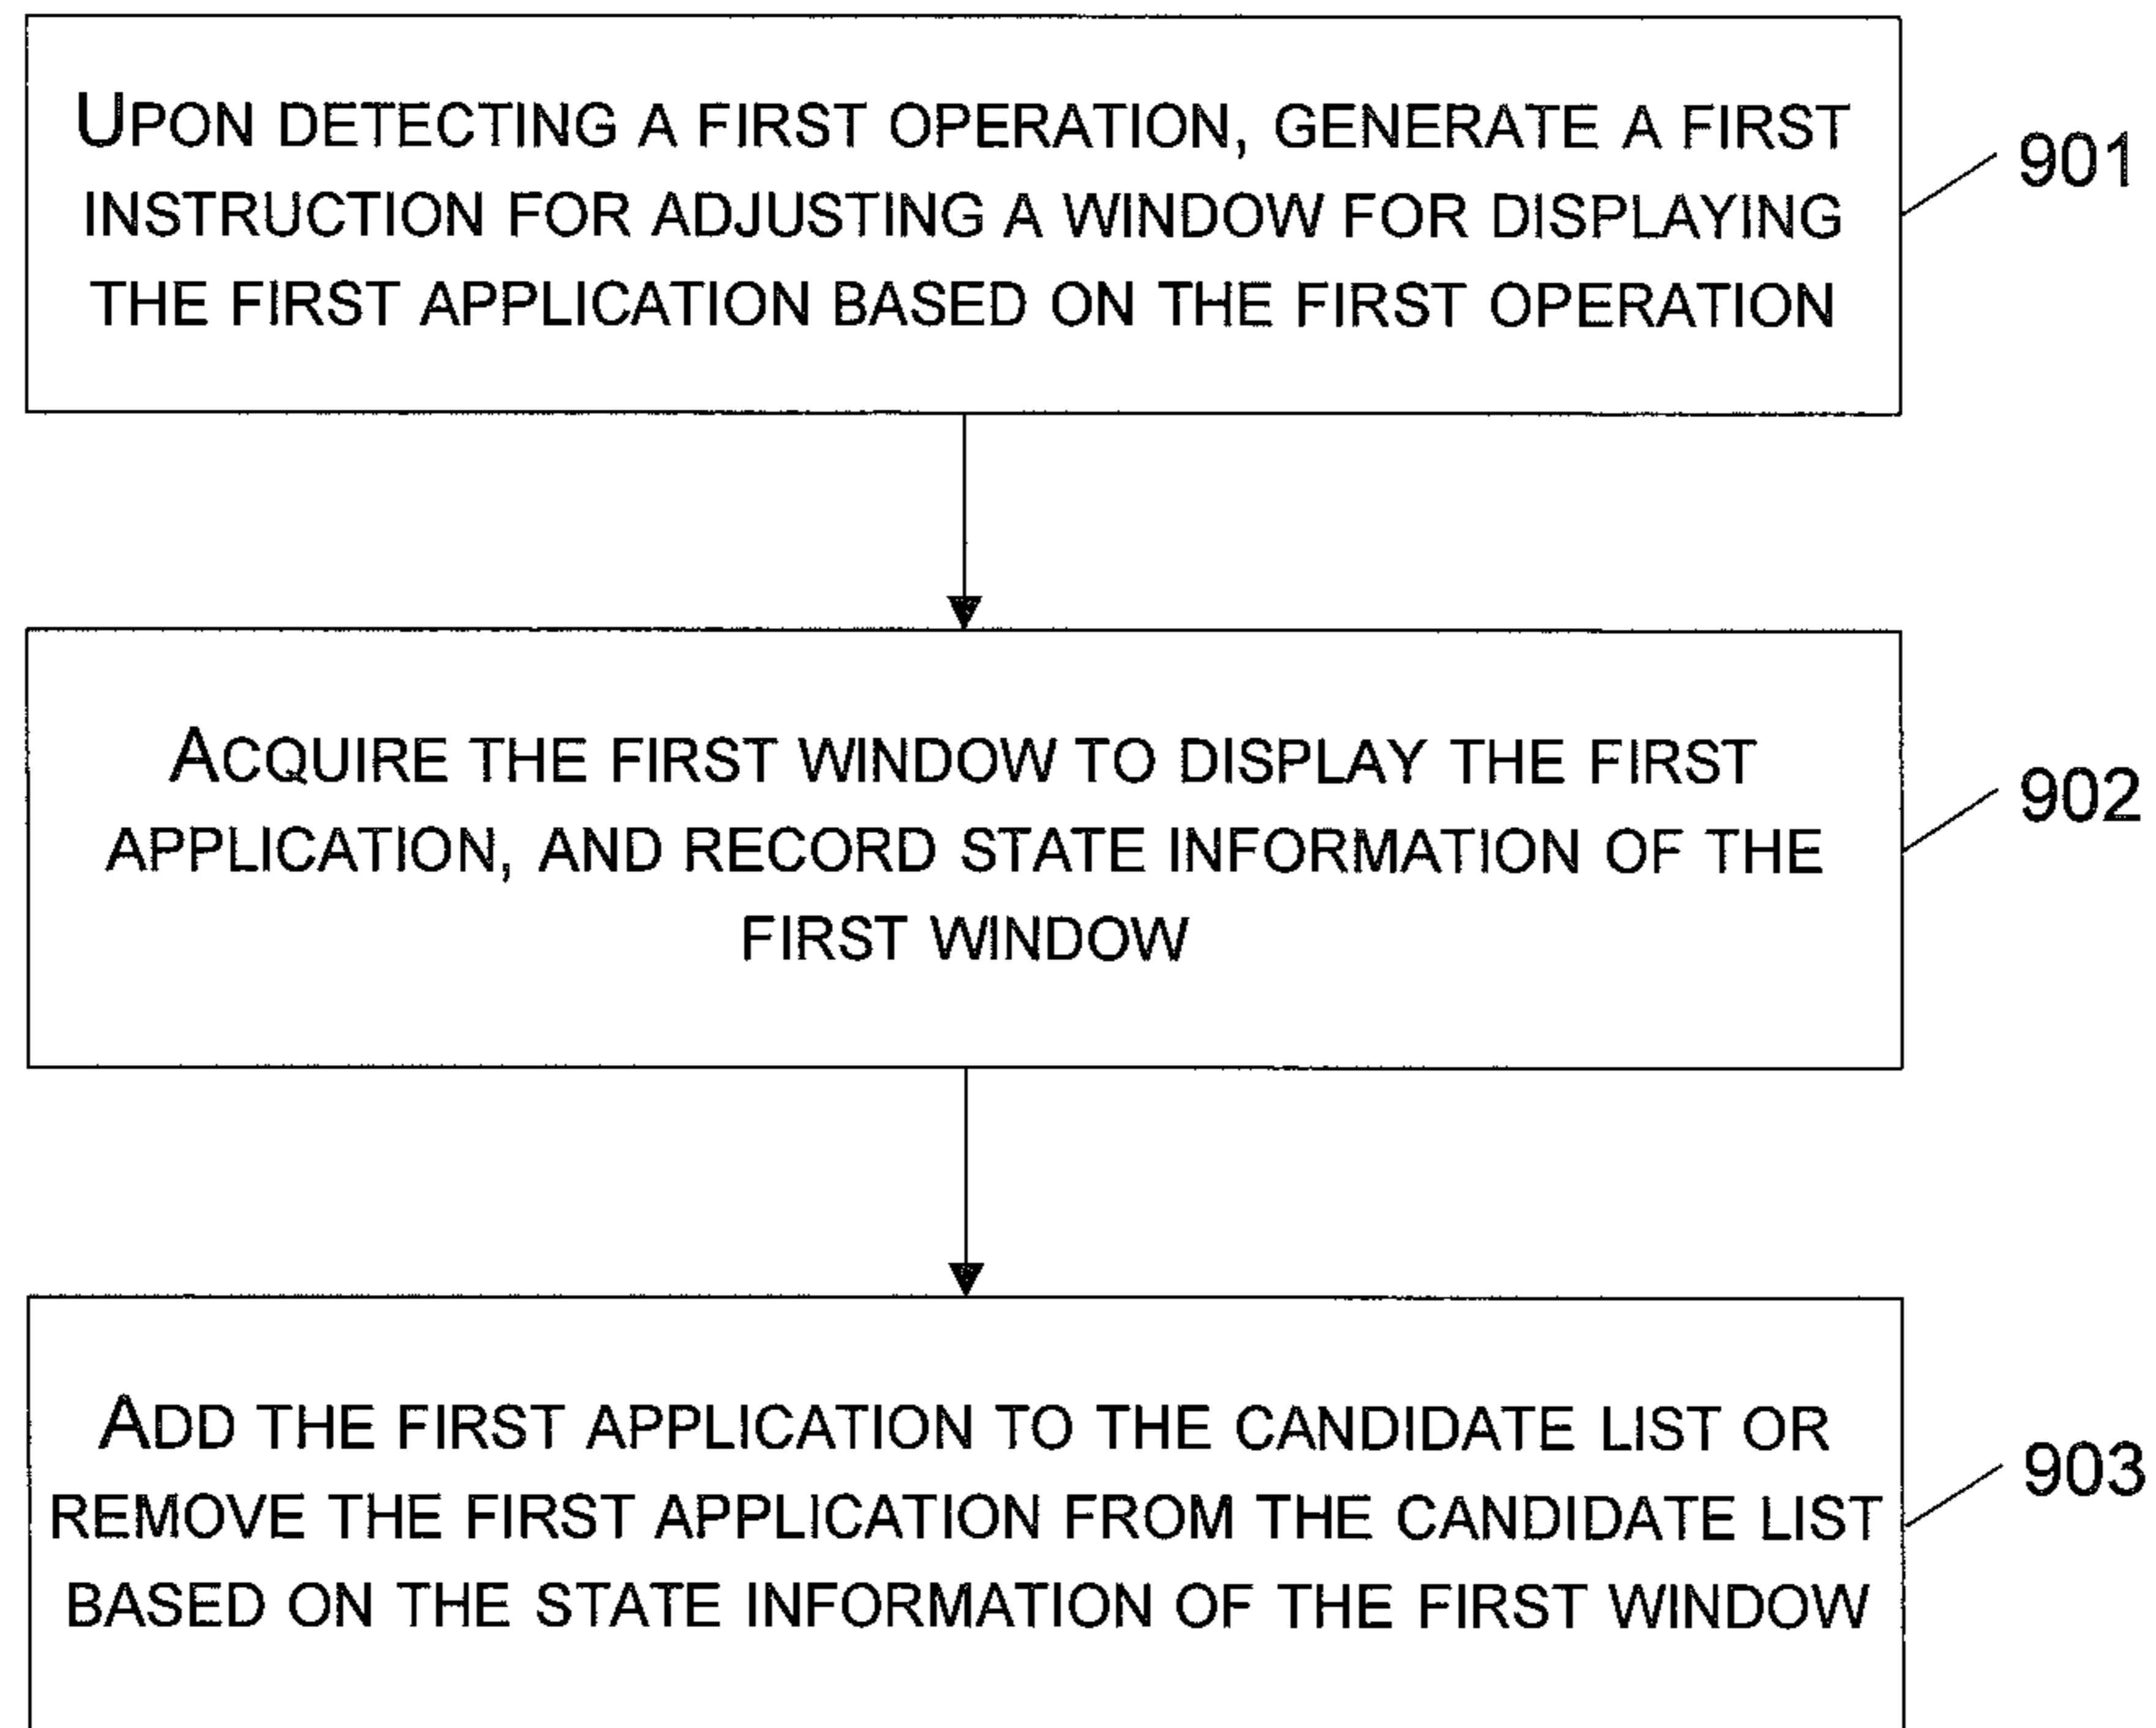 UPON DETECTING A FIRST OPERATION, GENERATE A FIRST
INSTRUCTION FOR ADJUSTING A WINDOW FOR DISPLAYING
THE FIRST APPLICATION BASED ON THE FIRST OPERATION
901
ACQUIRE THE FIRST WINDOW TO DISPLAY THE FIRST
APPLICATION, AND RECORD STATE INFORMATION OF THE
FIRST WINDOW
902
ADD THE FIRST APPLICATION TO THE CANDIDATE LIST OR
REMOVE THE FIRST APPLICATION FROM THE CANDIDATE LIST
BASED ON THE STATE INFORMATION OF THE FIRST WINDOW
903